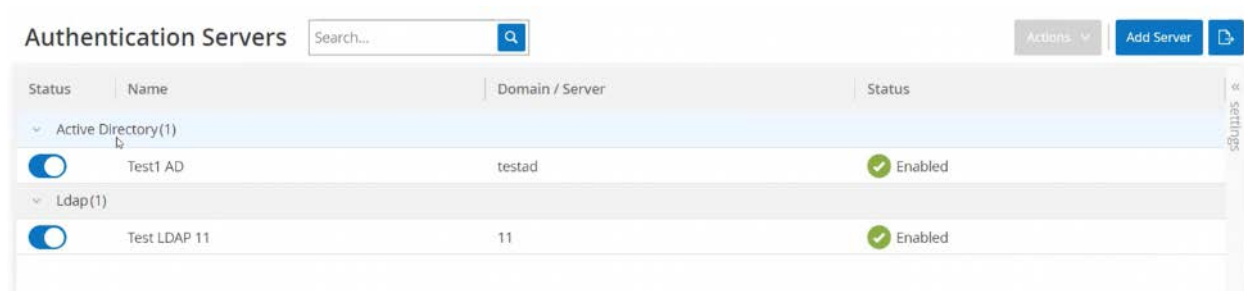 Authentication Servers Search... Actions Add Server
Status Name Domain / Server Status
Active Directory(1)
Test1 AD testad Enabled
Ldap(1)
Test LDAP 11 11 Enabled
« settings